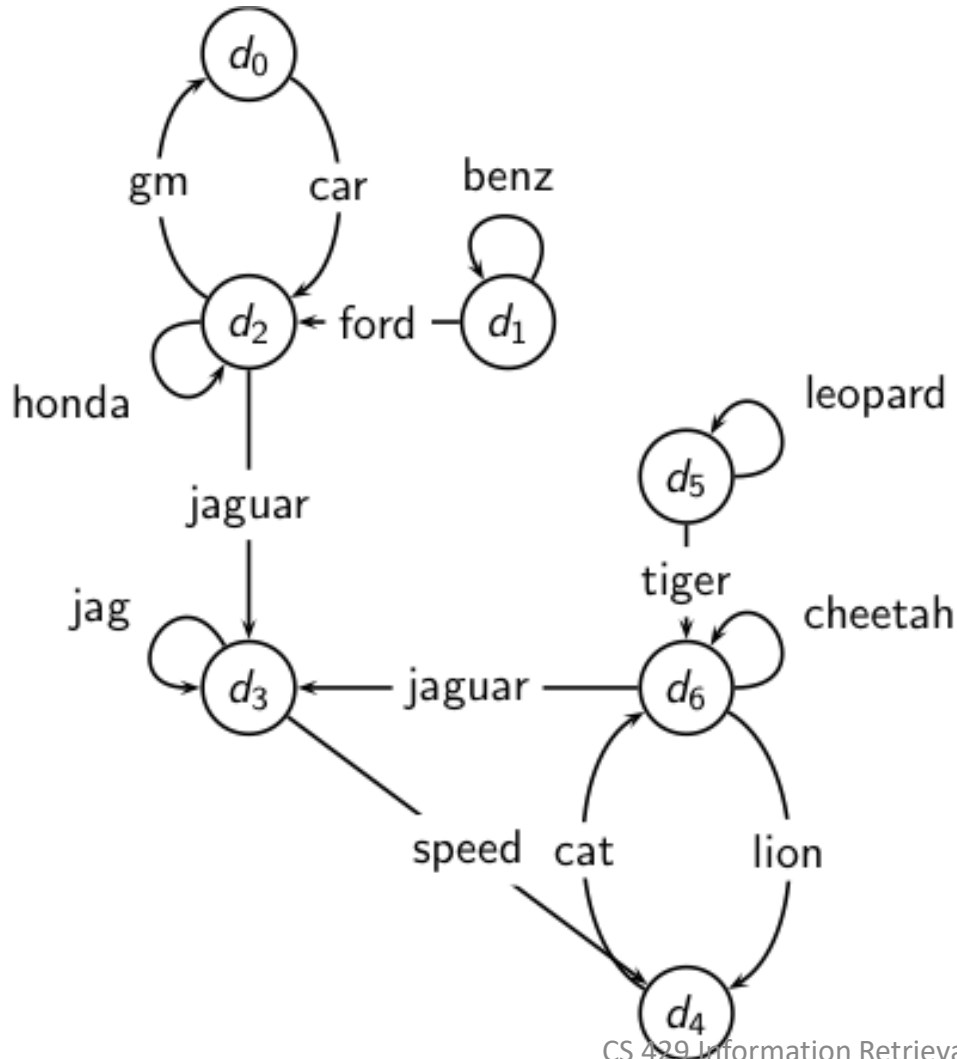 d0
benz
gm
car
d2
ford
d1
honda
leopard
d5
jaguar
tiger
jag
cheetah
d3
jaguar
d6
speed
cat
lion
d4
CS 429 Information Retrieva